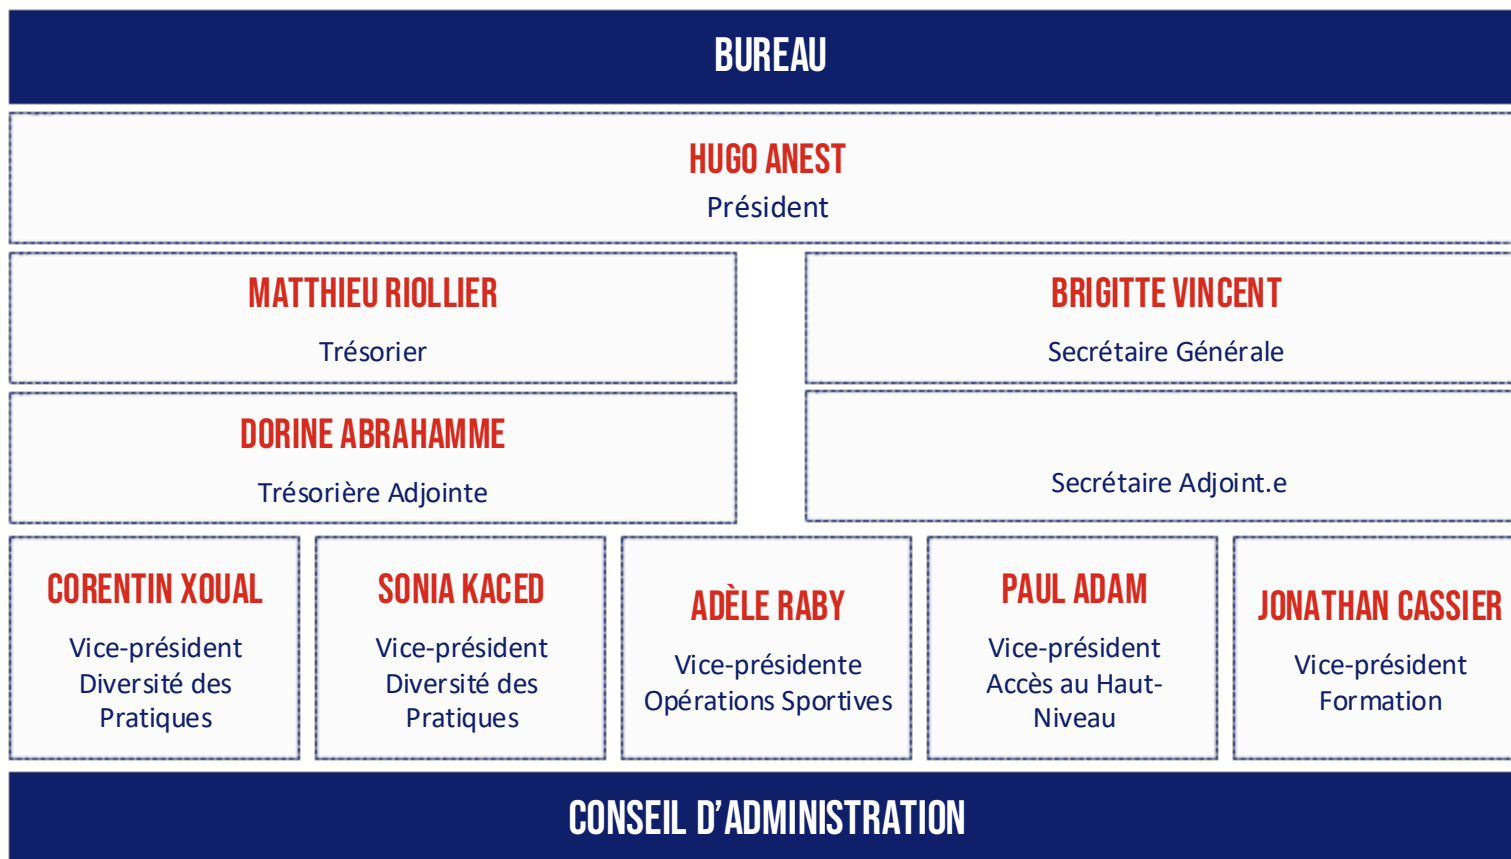 BUREAU
HUGO ANEST
Président
MATTHIEU RIOLLIER
Trésorier
BRIGITTE VINCENT
Secrétaire Générale
DORINE ABRAHAMME
Trésorière Adjointe
Secrétaire Adjoint.e
CORENTIN XOUAL
Vice-président
Diversité des
Pratiques
SONIA KACED
Vice-président
Diversité des
Pratiques
ADÈLE RABY
Vice-présidente
Opérations Sportives
PAUL ADAM
Vice-président
Accès au Haut-
Niveau
JONATHAN CASSIER
Vice-président
Formation
CONSEIL D’ADMINISTRATION